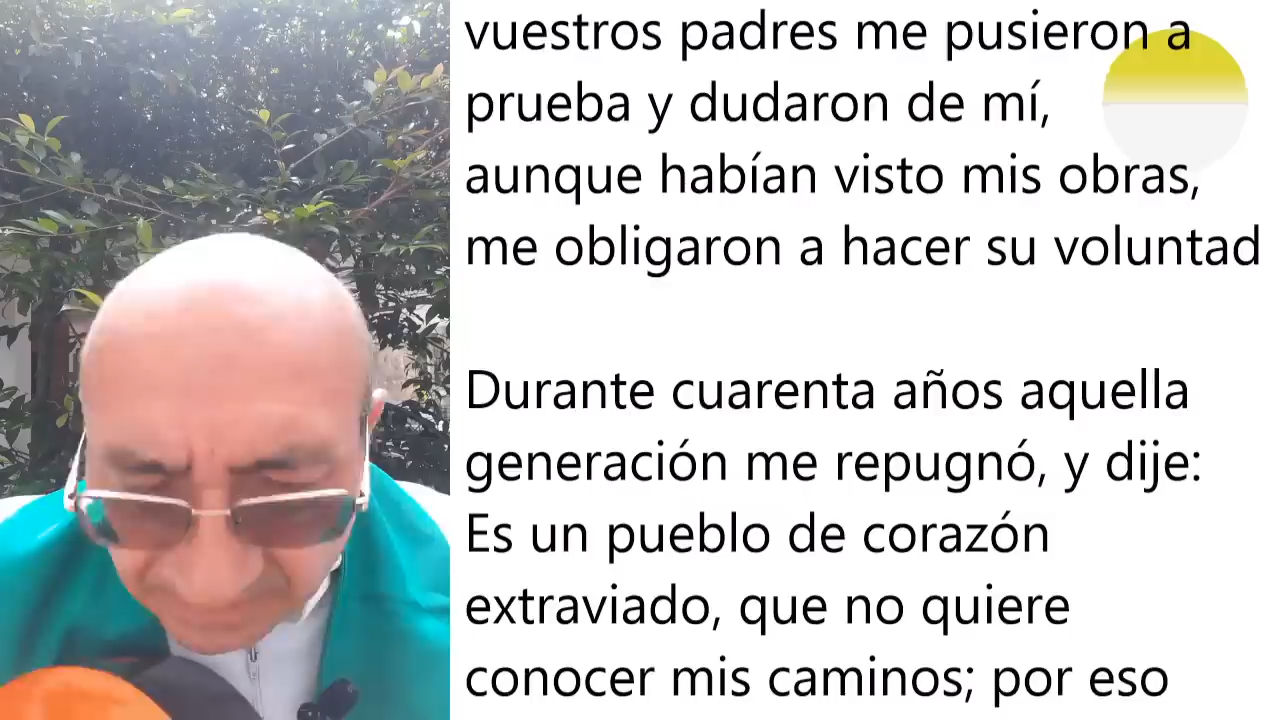 vuestros padres me pusieron a
prueba y dudaron de mí,
aunque habían visto mis obras,
me obligaron a hacer su voluntad
Durante cuarenta años aquella
generación me repugnó, y dije:
Es un pueblo de corazón
extraviado, que no quiere
conocer mis caminos; por eso